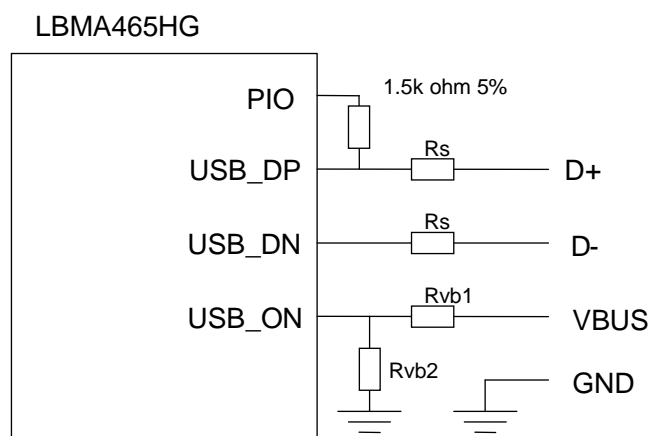 LBMA465HG
1.5k ohm 5%
PIO
Rs
USB_DP
D+
Rs
USB_DN
D-
Rvb1
USB_ON
VBUS
Rvb2
GND